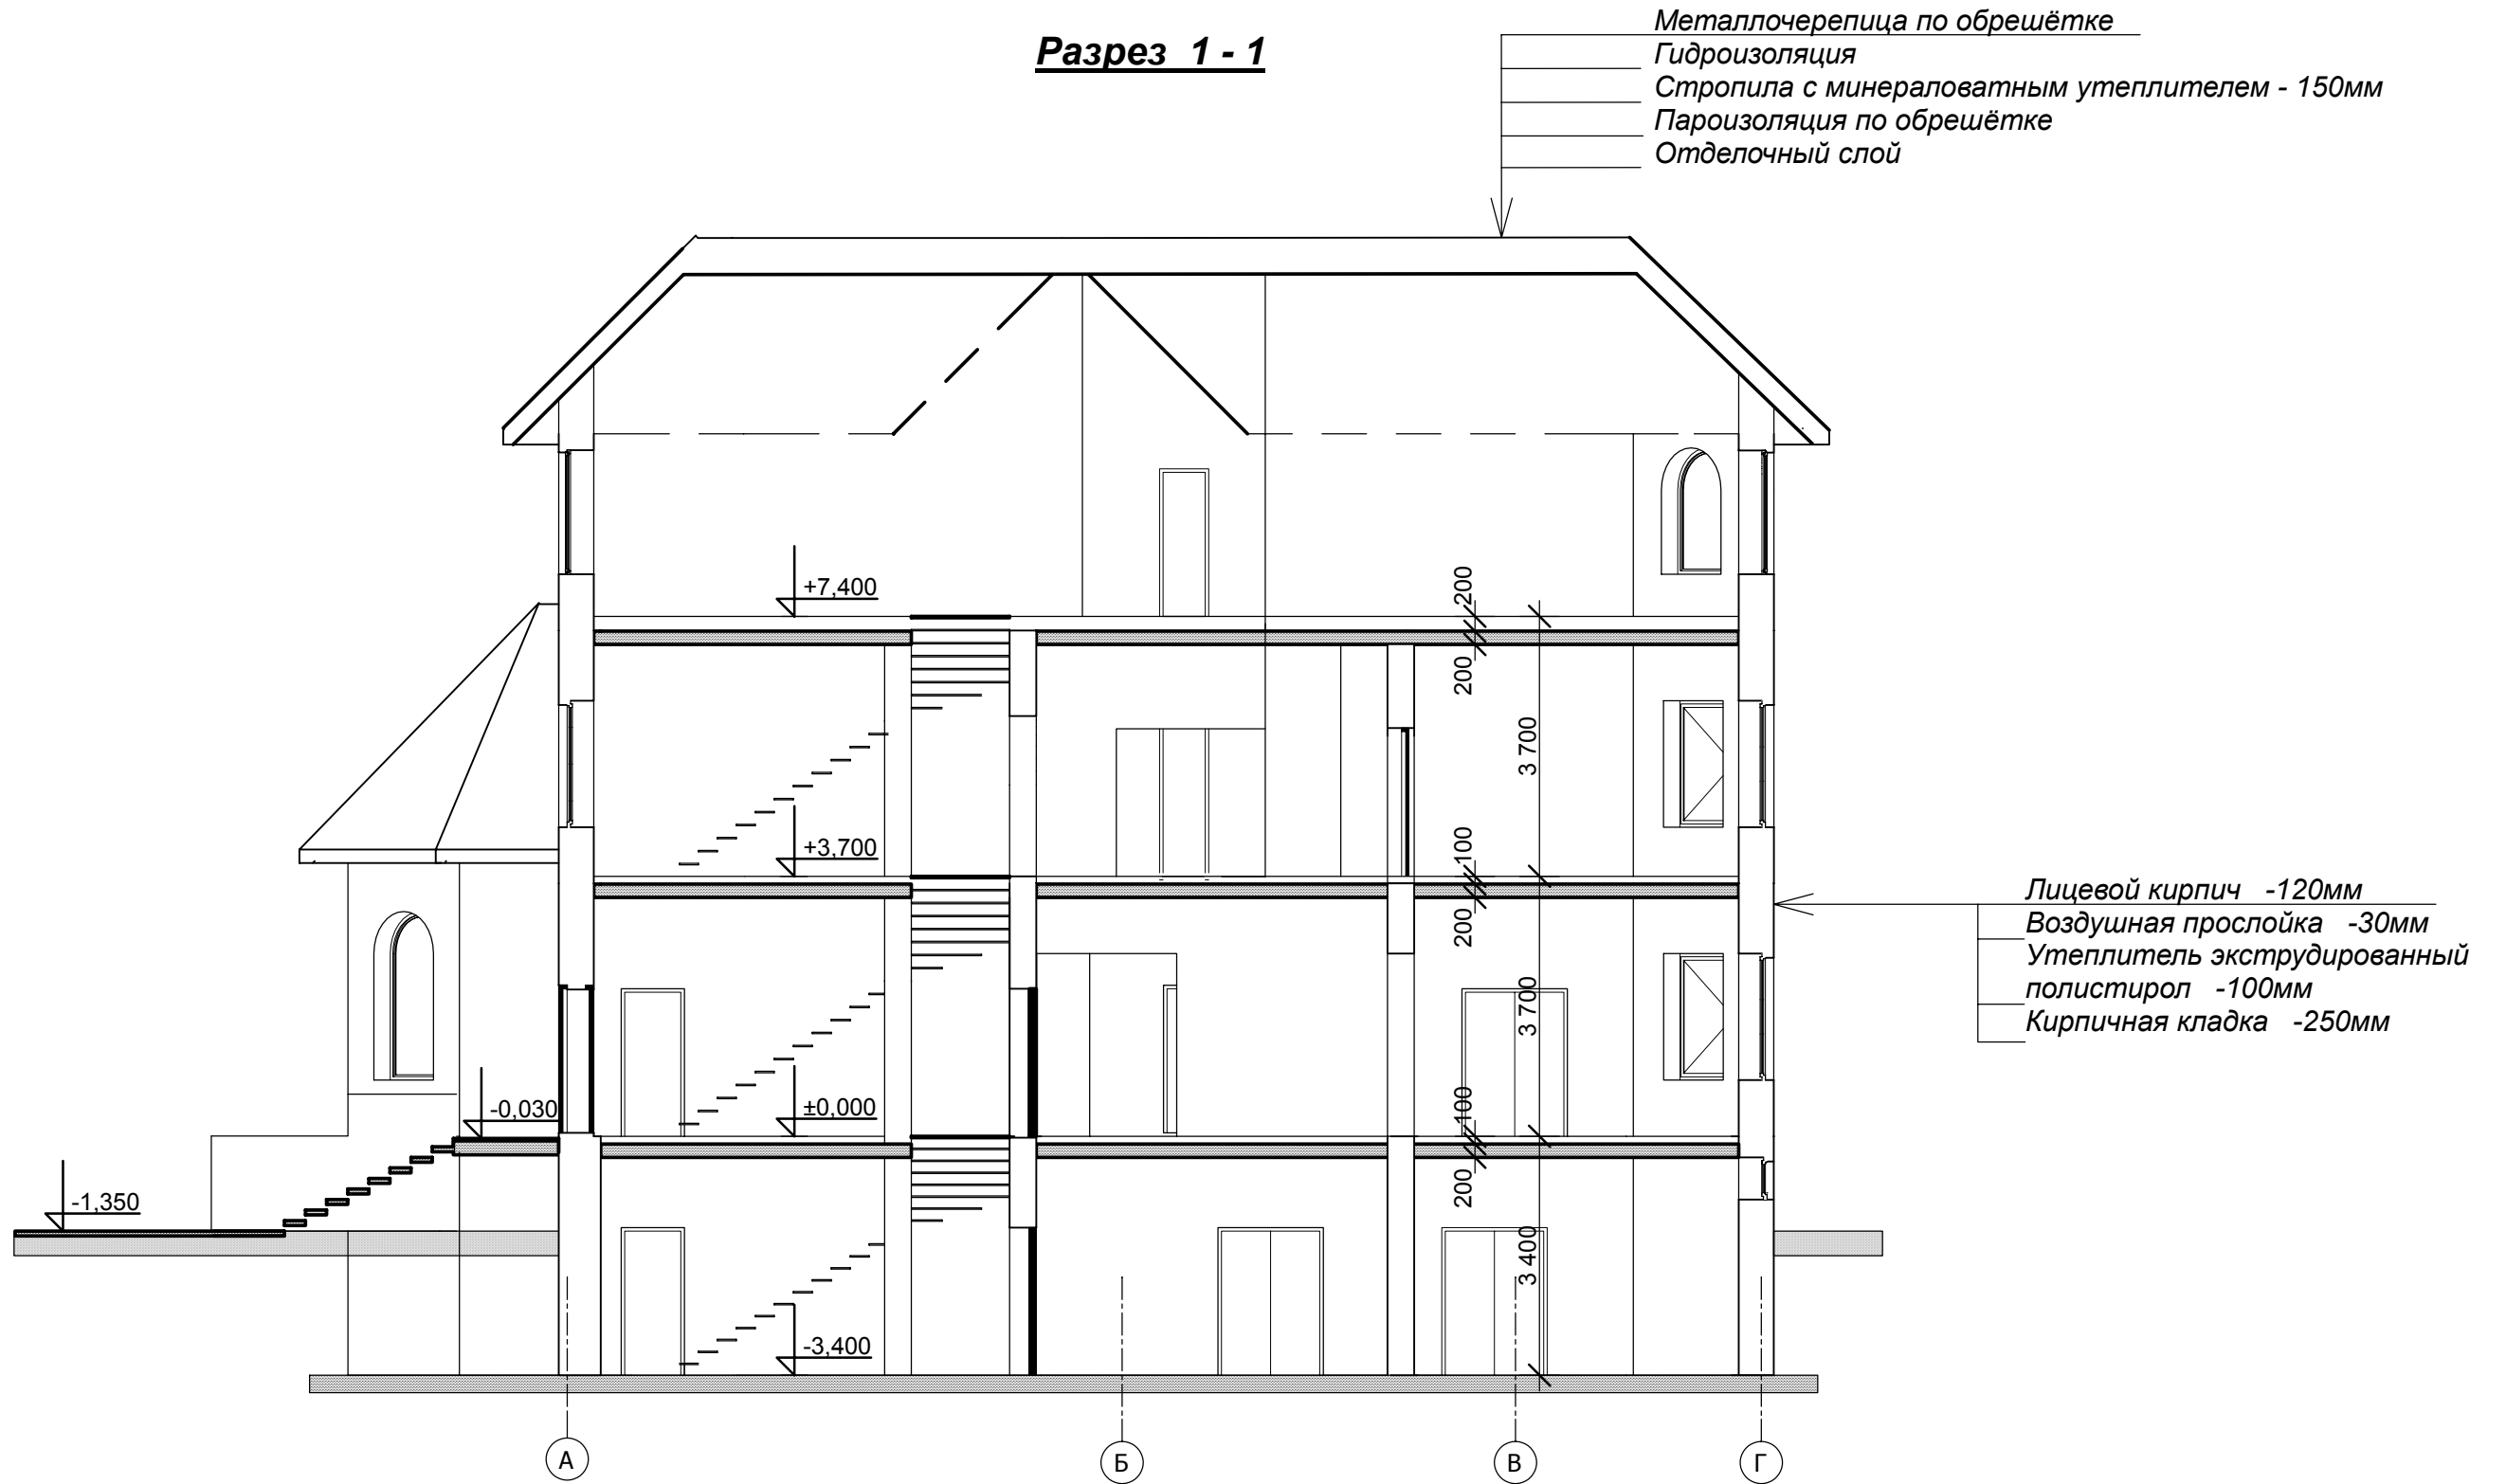 Разрез 1 - 1
Металлочерепица по обрешётке
Гидроизоляция
Стропила с минераловатным утеплителем - 150мм
Пароизоляция по обрешётке
Отделочный слой
+7,400
200
200
3 700
+3,700
100
200
Лицевой кирпич -120мм
Воздушная прослойка -30мм
Утеплитель экструдированный
полистирол -100мм
Кирпичная кладка -250мм
3 700
-0,030
±0,000
100
200
-1,350
3 400
-3,400
А
Б
В
Г